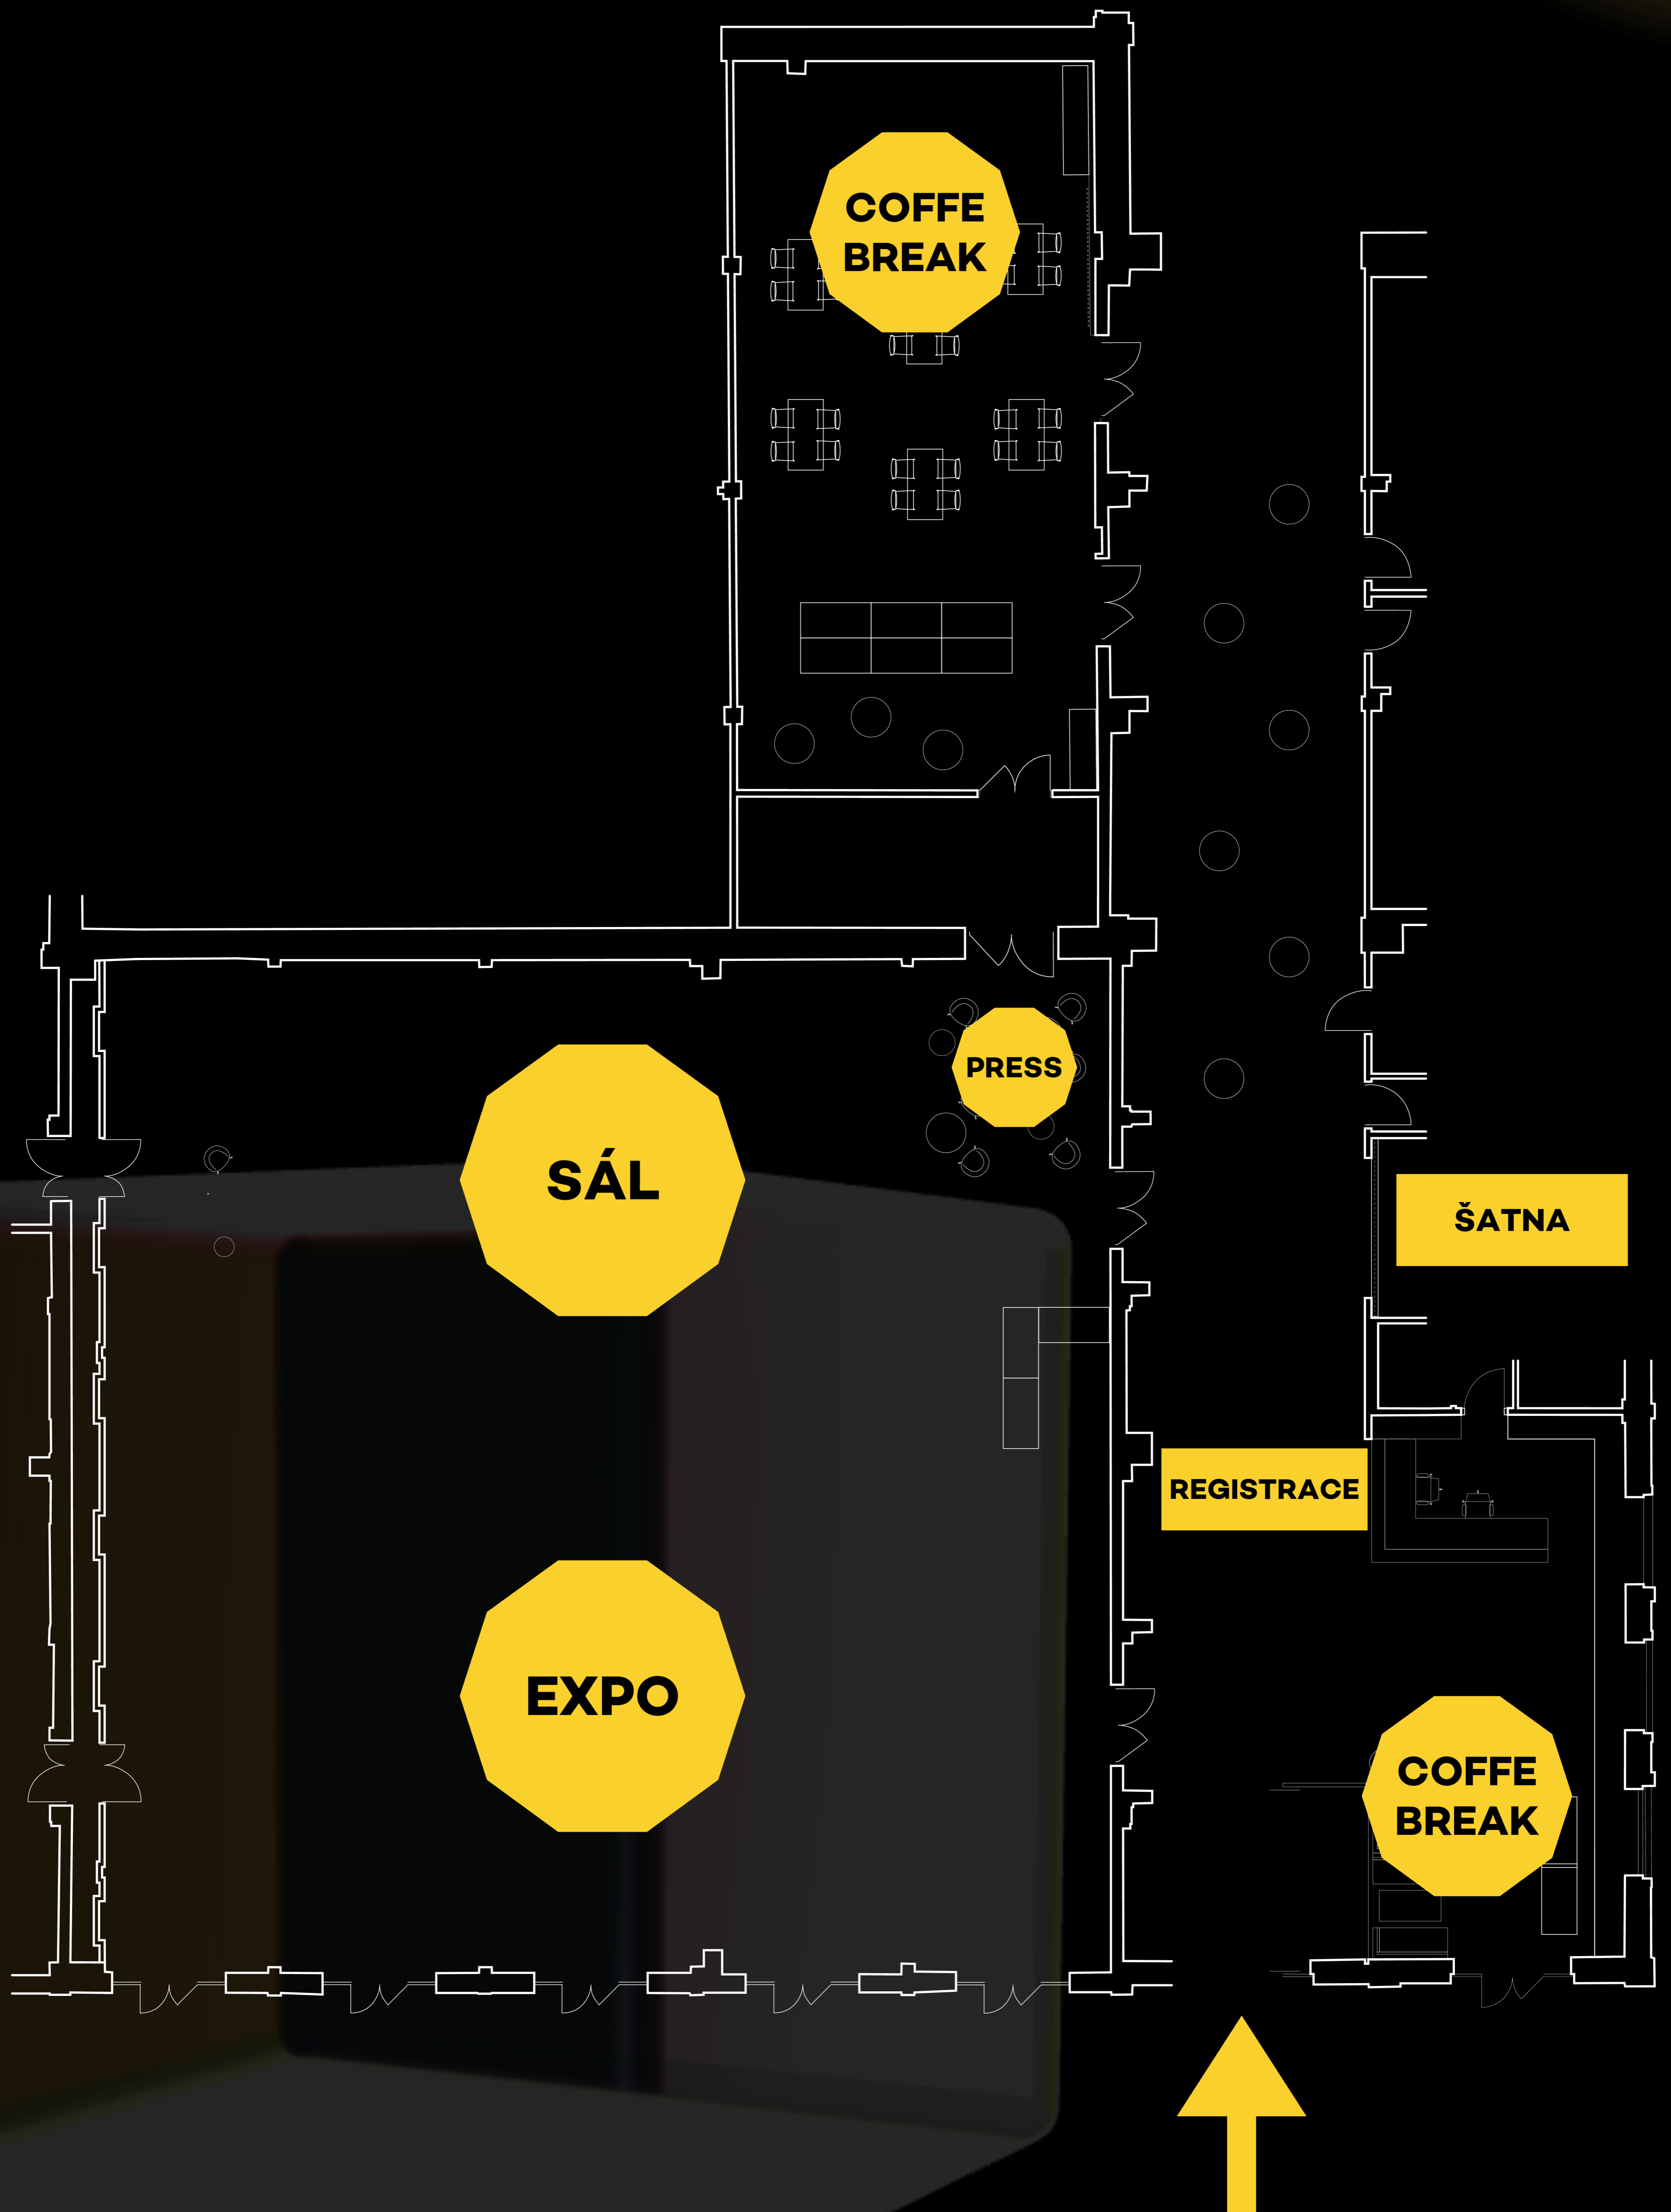 COFFE
BREAK
PRESS
SÁL
ŠATNA
REGISTRACE
EXPO
COFFE
BREAK